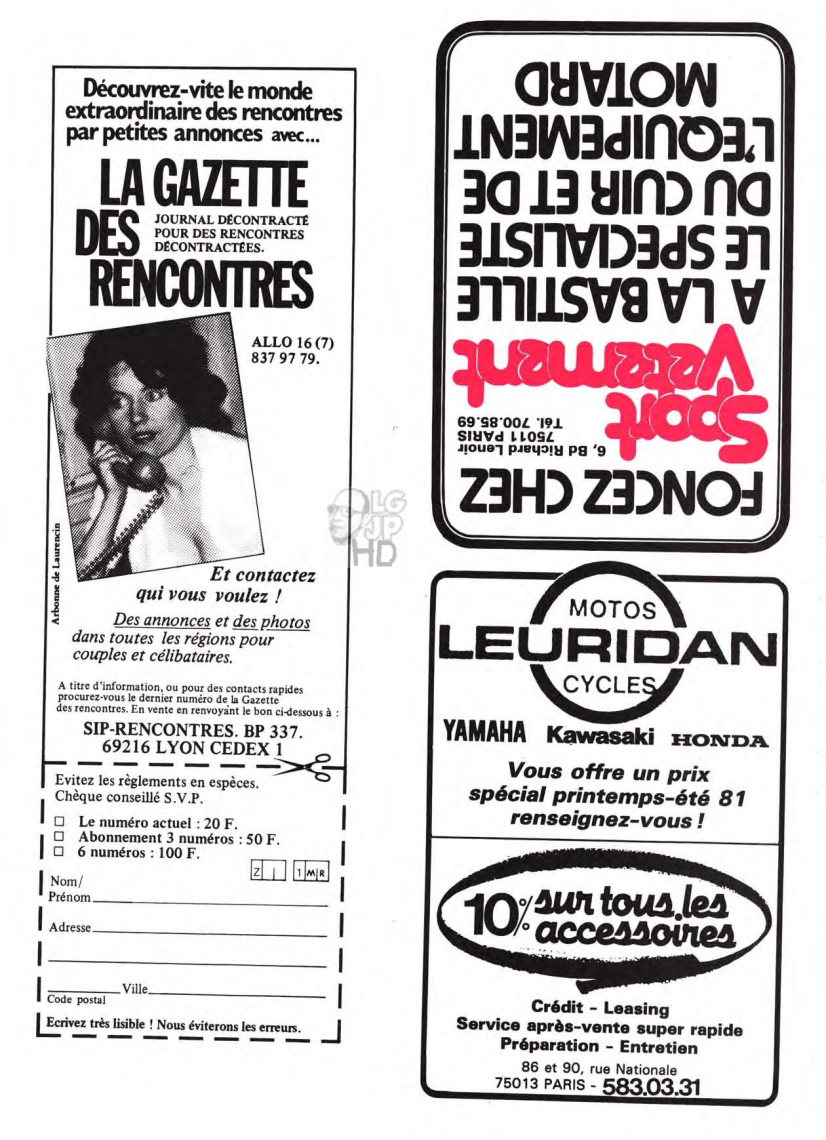 Découvrez-vite le monde
extraordinaire des rencontres
par petites annonces avec...
LA GAZETTE
DES
JOURNAL DÉCONTRACTÉ
POUR DES RENCONTRES
DÉCONTRACTÉES.
RENCONTRES
ALLO 16 (7)
837 97 79.
Arbonne de Laurencin
Et contactez
qui vous voulez !
Des annonces et des photos
dans toutes les régions pour
couples et célibataires.
A titre d'information, ou pour des contacts rapides
procurez-vous le dernier numéro de la Gazette
des rencontres. En vente en renvoyant le bon ci-dessous à :
SIP-RENCONTRES. BP 337.
69216 LYON CEDEX 1
Evitez les règlements en espèces.
Chèque conseillé S.V.P.
□ Le numéro actuel : 20 F.
□ Abonnement 3 numéros : 50 F.
□ 6 numéros : 100 F.
Z 1 M R
Nom/
Prénom
Adresse
Ville
Code postal
Ecrivez très lisible ! Nous éviterons les erreurs.
LG
JP
HD
FONCEZ CHEZ
Sport
Vetement
6, Bd Richard Lenoir
75011 PARIS
Tél. 700.85.69
A LA BASTILLE
LE SPECIALISTE
DU CUIR ET DE
L'EQUIPEMENT
MOTARD
MOTOS
LEURIDAN
CYCLES
YAMAHA Kawasaki HONDA
Vous offre un prix
spécial printemps-été 81
renseignez-vous !
10% sur tous les
accessoires
Crédit - Leasing
Service après-vente super rapide
Préparation - Entretien
86 et 90, rue Nationale
75013 PARIS - 583.03.31